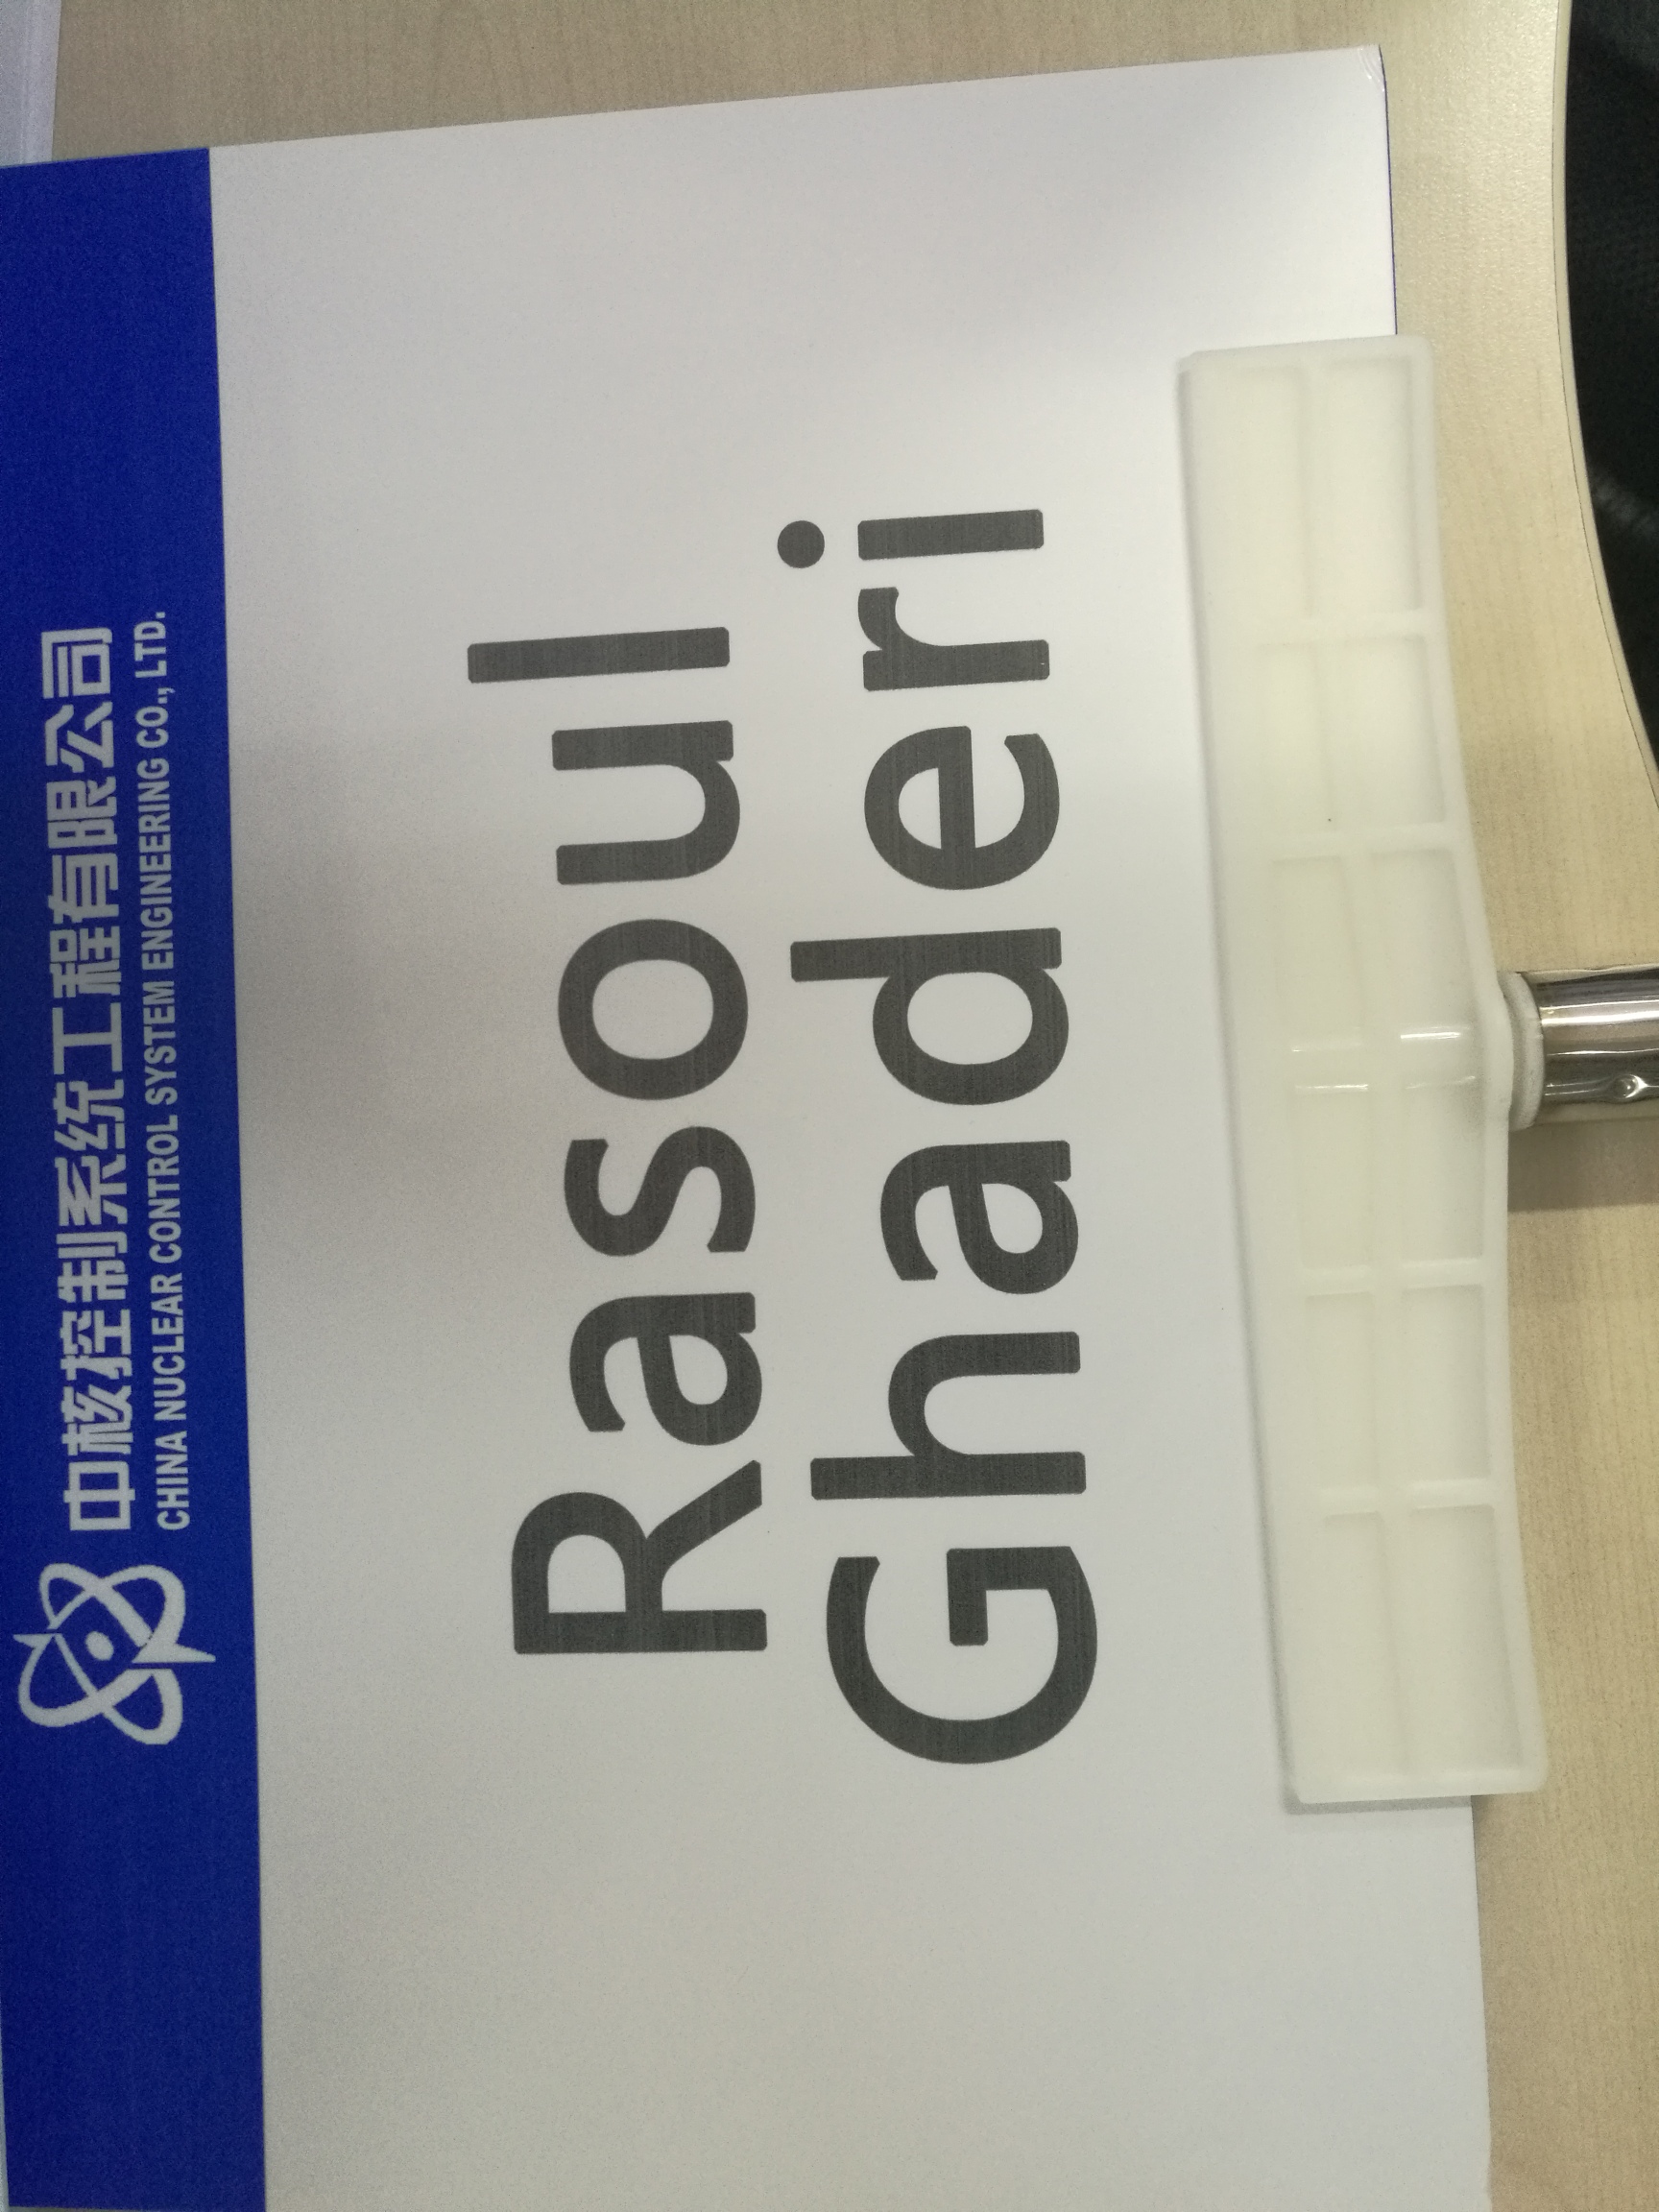 中核控制系统工程有限公司
CHINA NUCLEAR CONTROL SYSTEM ENGINEERING CO., LTD.
Rasoul
Ghaderi